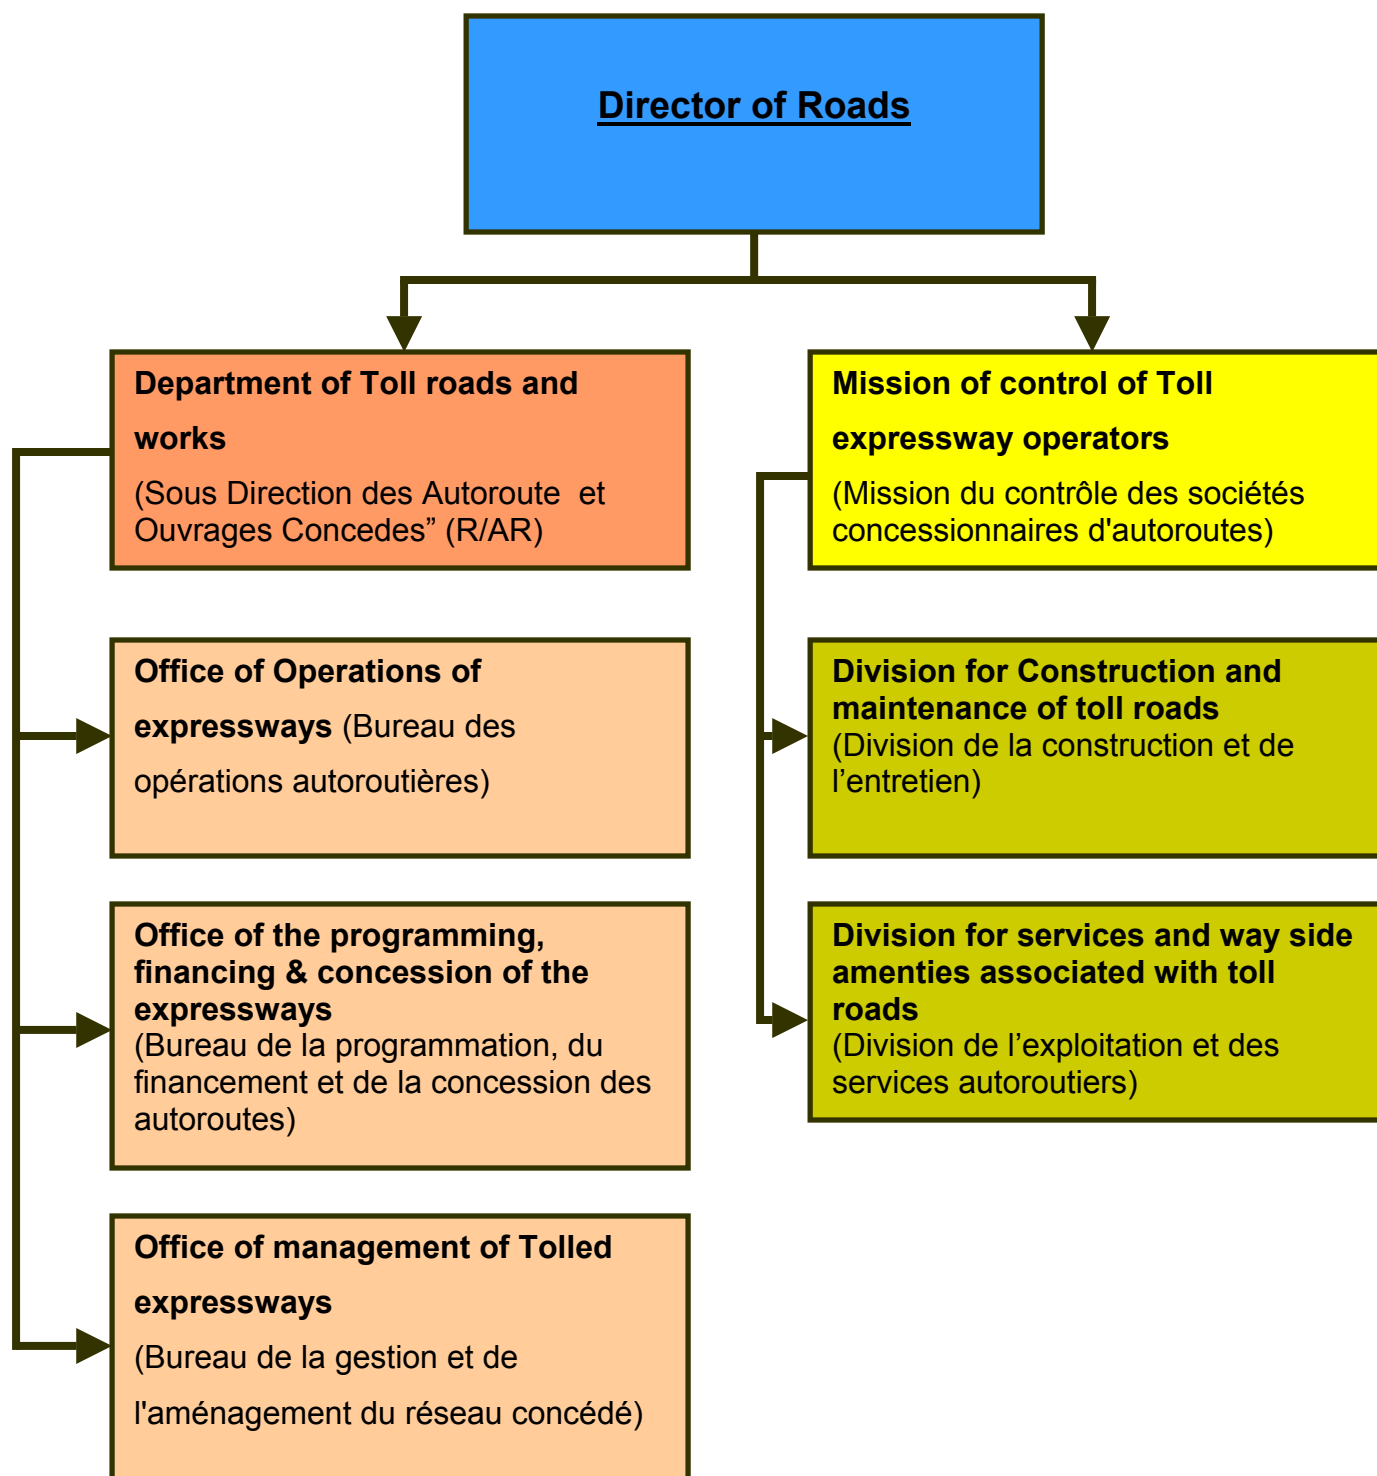 Director of Roads
Department of Toll roads and
works
(Sous Direction des Autoroute  et
Ouvrages Concedes” (R/AR)
Office of Operations of
expressways (Bureau des
opérations autoroutières)
Office of the programming,
financing & concession of the
expressways
(Bureau de la programmation, du
financement et de la concession des
autoroutes)
Office of management of Tolled
expressways
(Bureau de la gestion et de
l'aménagement du réseau concédé)
Mission of control of Toll
expressway operators
(Mission du contrôle des sociétés
concessionnaires d'autoroutes)
Division for Construction and
maintenance of toll roads
(Division de la construction et de
l’entretien)
Division for services and way side
amenties associated with toll
roads
(Division de l’exploitation et des
services autoroutiers)